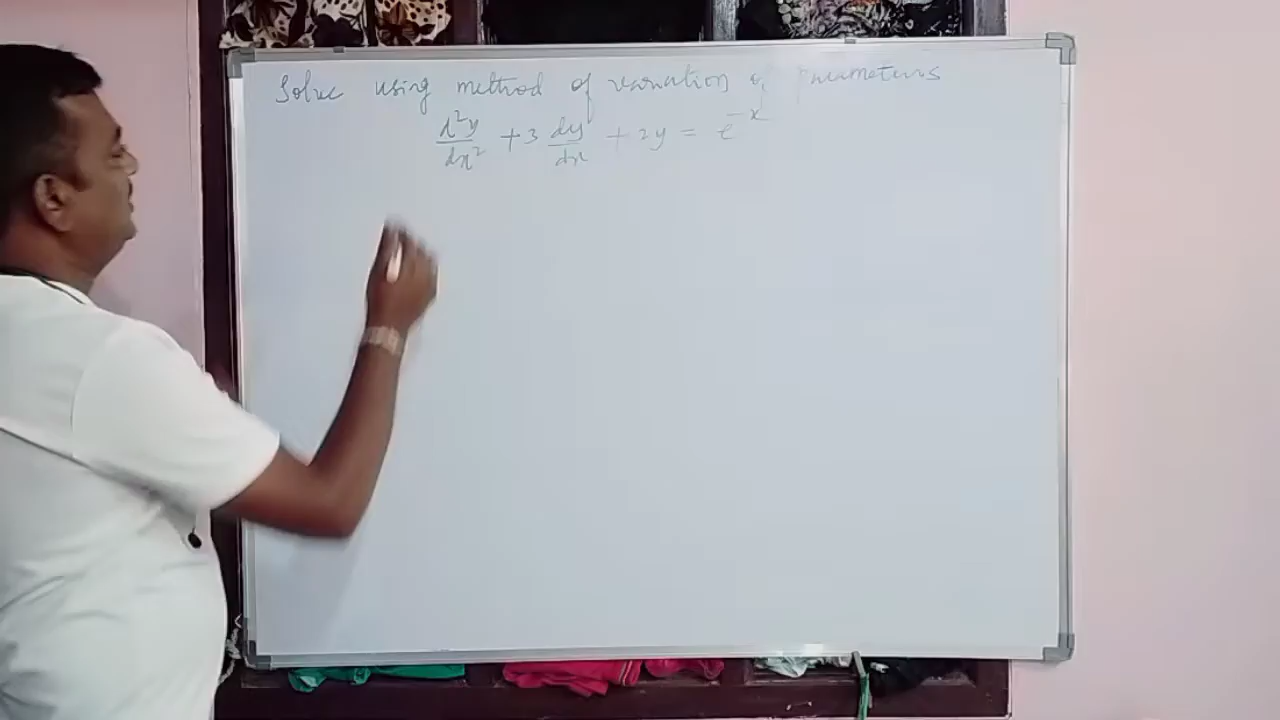 Solve using method of variation of parameters
d²y/dx² + 3 dy/dx + 2y = e^-x